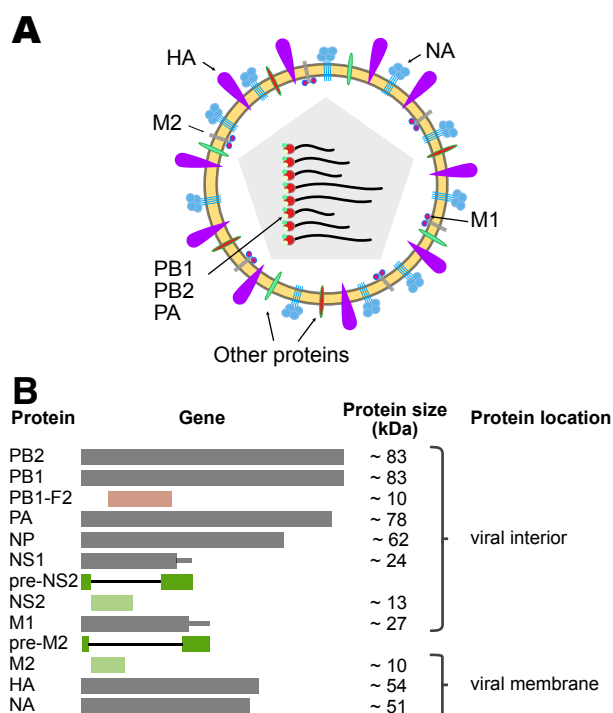 A
HA
NA
M2
M1
PB1
PB2
PA
Other proteins
B
Protein Gene Protein size (kDa) Protein location
PB2 ~ 83
PB1 ~ 83
PB1-F2 ~ 10
PA ~ 78
NP ~ 62
viral interior
NS1 ~ 24
pre-NS2
NS2 ~ 13
M1 ~ 27
pre-M2
M2 ~ 10
HA ~ 54
viral membrane
NA ~ 51